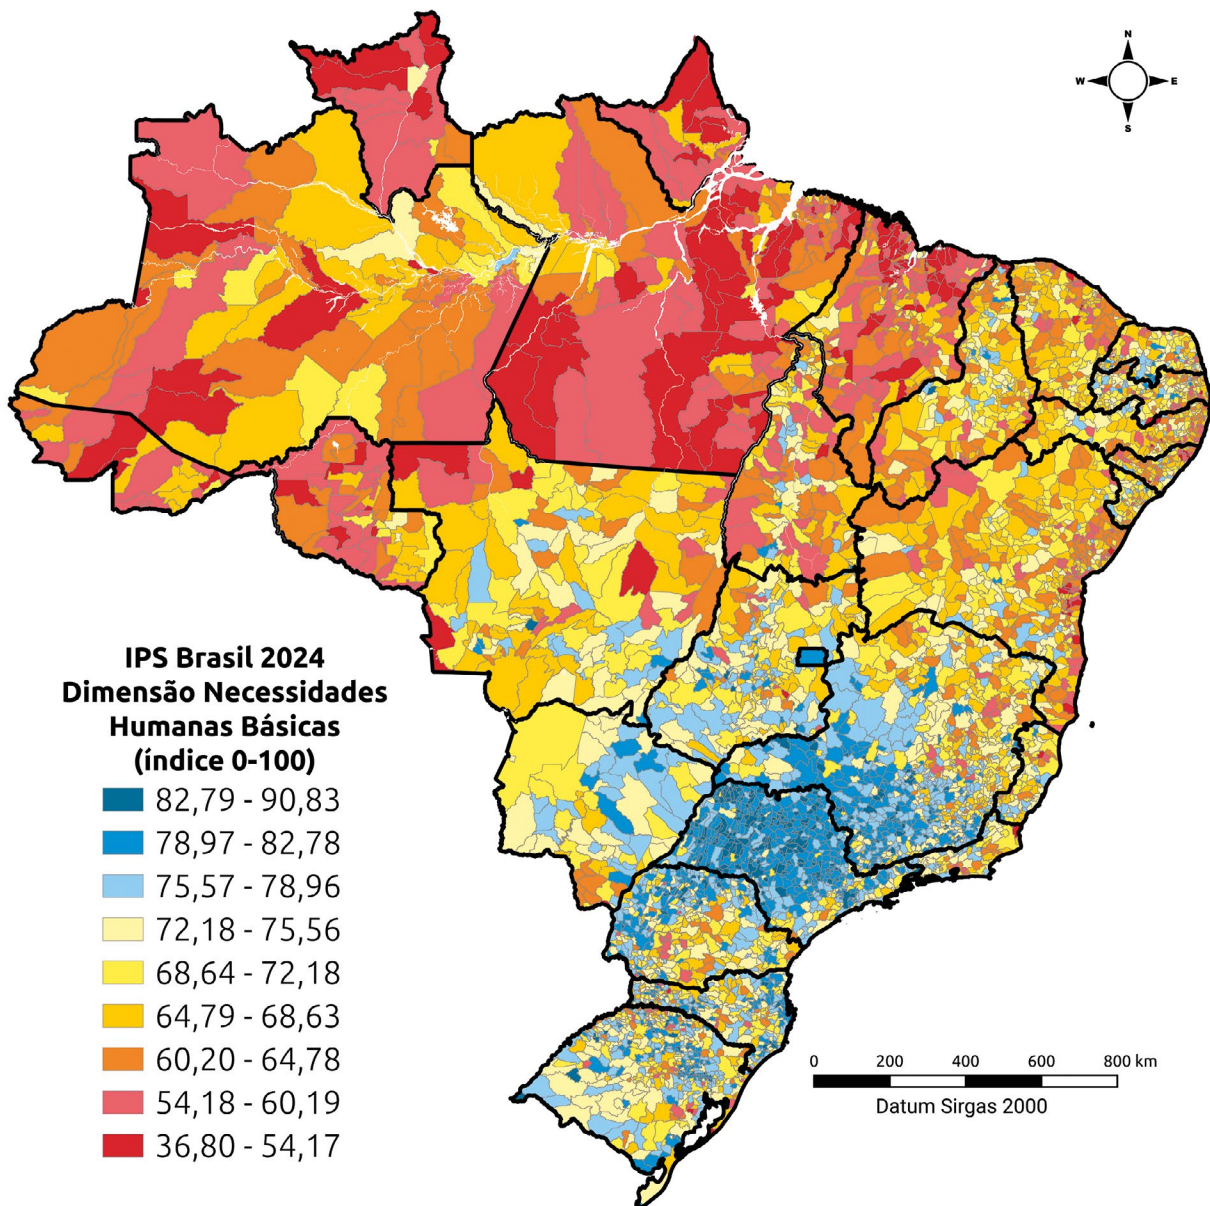 N
W E
S
IPS Brasil 2024
Dimensão Necessidades
Humanas Básicas
(índice 0-100)
82,79 - 90,83
78,97 - 82,78
75,57 - 78,96
72,18 - 75,56
68,64 - 72,18
64,79 - 68,63
60,20 - 64,78
54,18 - 60,19
36,80 - 54,17
0 200 400 600 800 km
Datum Sirgas 2000